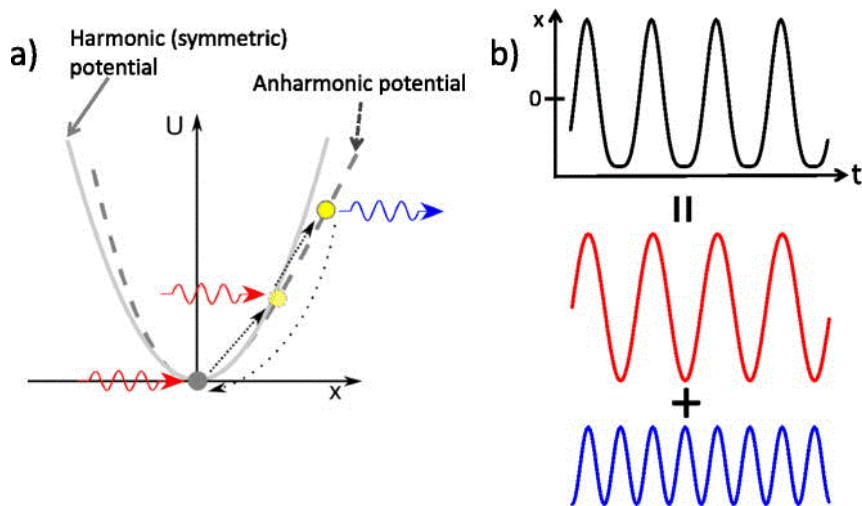 a)
Harmonic (symmetric)
potential
Anharmonic potential
U
x
b)
x
0
t
=
+